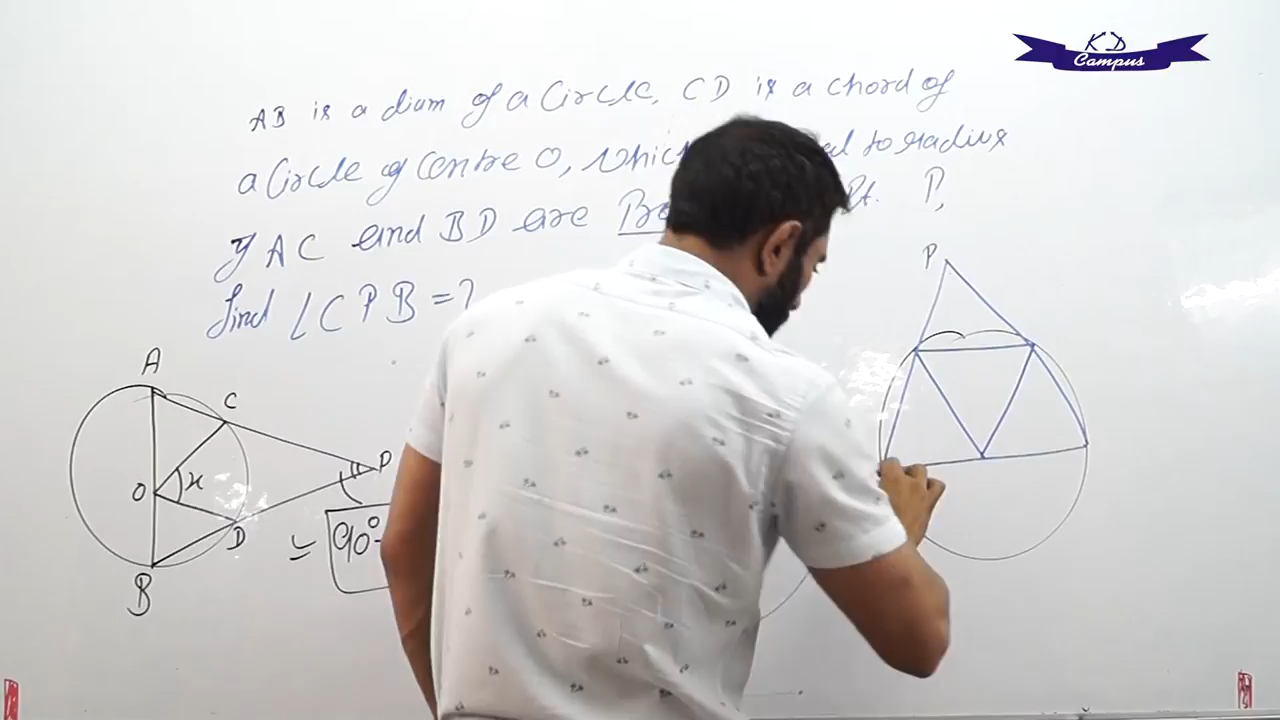 KD
Campus
AB is a diam of a Circle, CD is a chord of
a Circle of Centre O, to radius
If AC and BD are Pt. P,
find ∠CPB = ?
P
A
C
O
x
P
D
90°
B